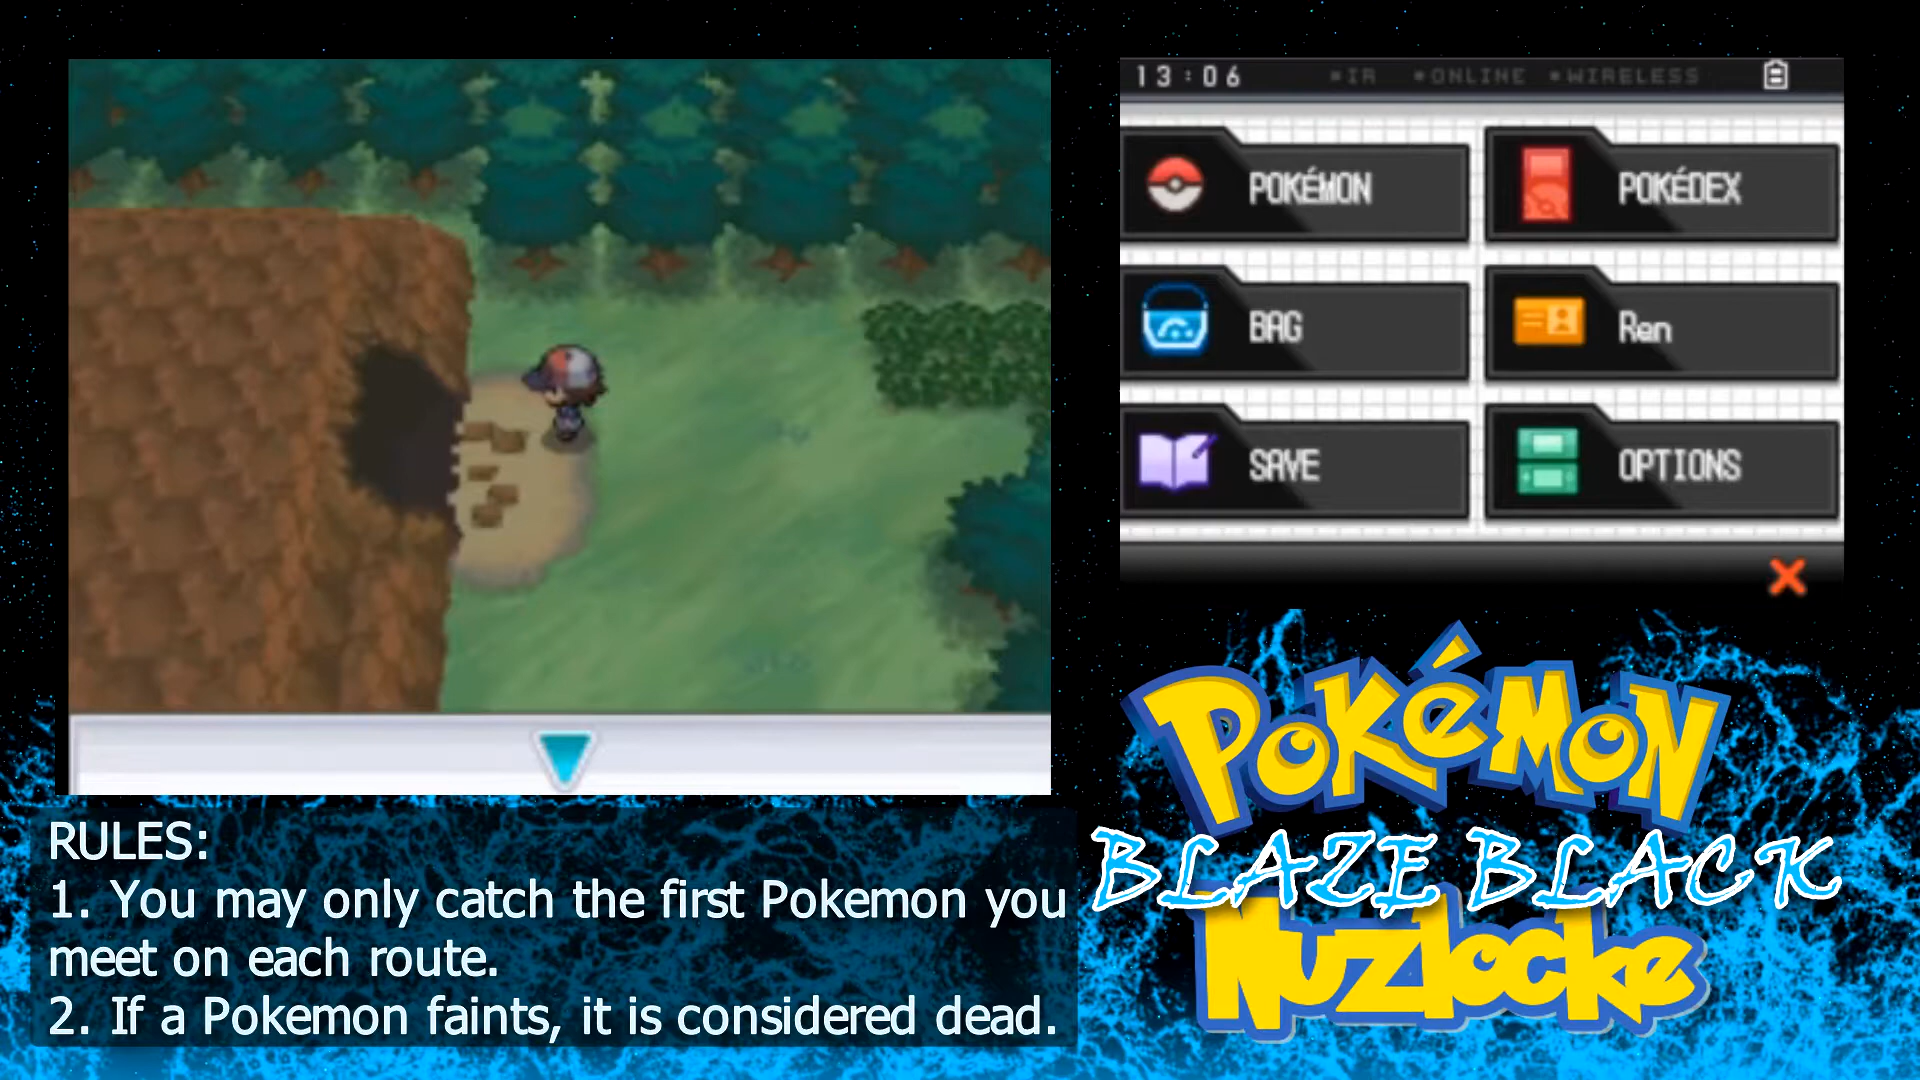 13:06 IR ONLINE WIRELESS
POKÉMON POKÉDEX
BAG Ren
SAVE OPTIONS
POKéMON
BLAZE BLACK
Nuzlocke
RULES:
1. You may only catch the first Pokemon you
meet on each route.
2. If a Pokemon faints, it is considered dead.